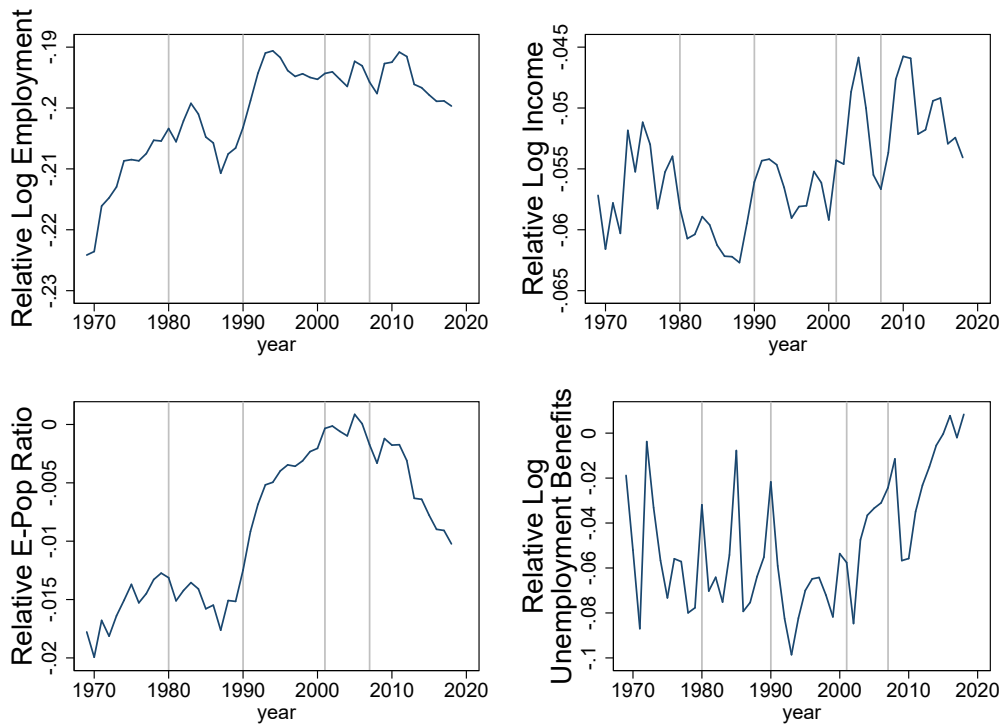 Relative Log Employment
-.19
-.2
-.21
-.22
-.23
1970 1980 1990 2000 2010 2020
year
Relative Log Income
-.045
-.05
-.055
-.06
-.065
1970 1980 1990 2000 2010 2020
year
Relative E-Pop Ratio
0
-.005
-.01
-.015
-.02
1970 1980 1990 2000 2010 2020
year
Relative Log
Unemployment Benefits
0
-.02
-.04
-.06
-.08
-.1
1970 1980 1990 2000 2010 2020
year